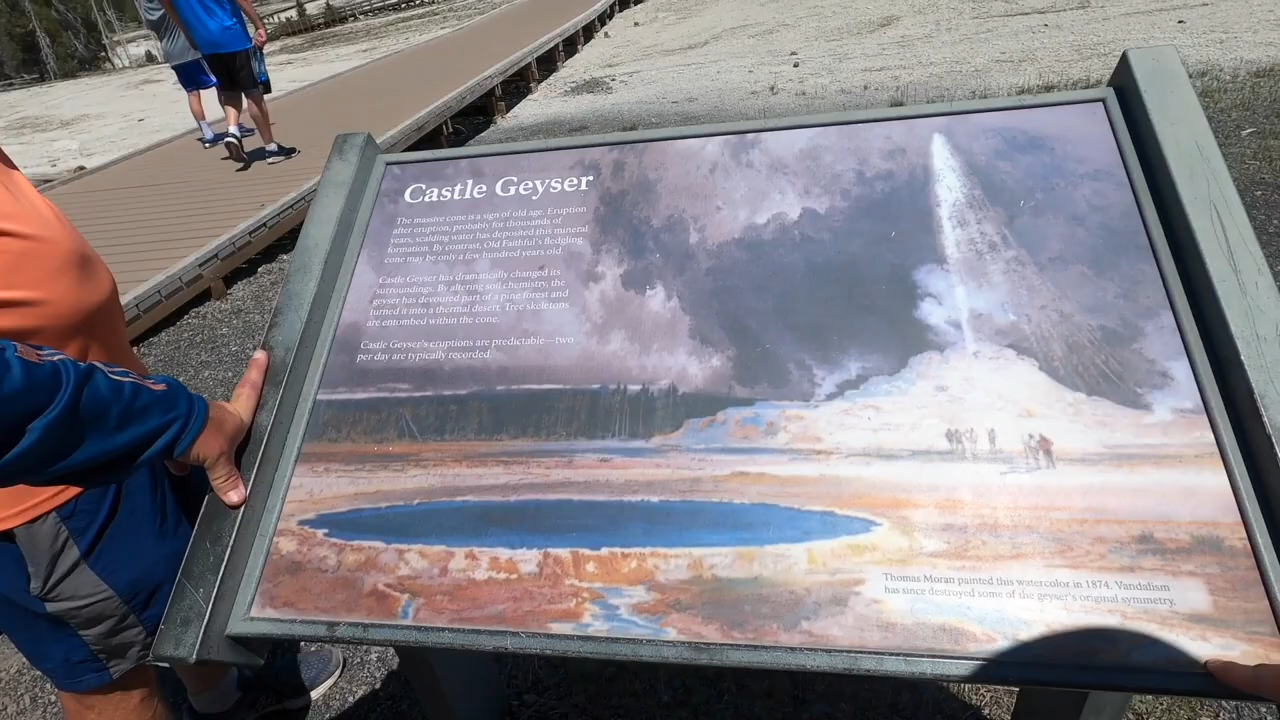 Castle Geyser
The massive cone is a sign of old age. Eruption
after eruption, probably for thousands of
years, scalding water has deposited this mineral
formation. By contrast, Old Faithful's fledgling
cone may be only a few hundred years old.
Castle Geyser has dramatically changed its
surroundings. By altering soil chemistry, the
geyser has devoured part of a pine forest and
turned it into a thermal desert. Tree skeletons
are entombed within the cone.
Castle Geyser's eruptions are predictable—two
per day are typically recorded.
Thomas Moran painted this watercolor in 1874. Vandalism
has since destroyed some of the geyser's original symmetry.